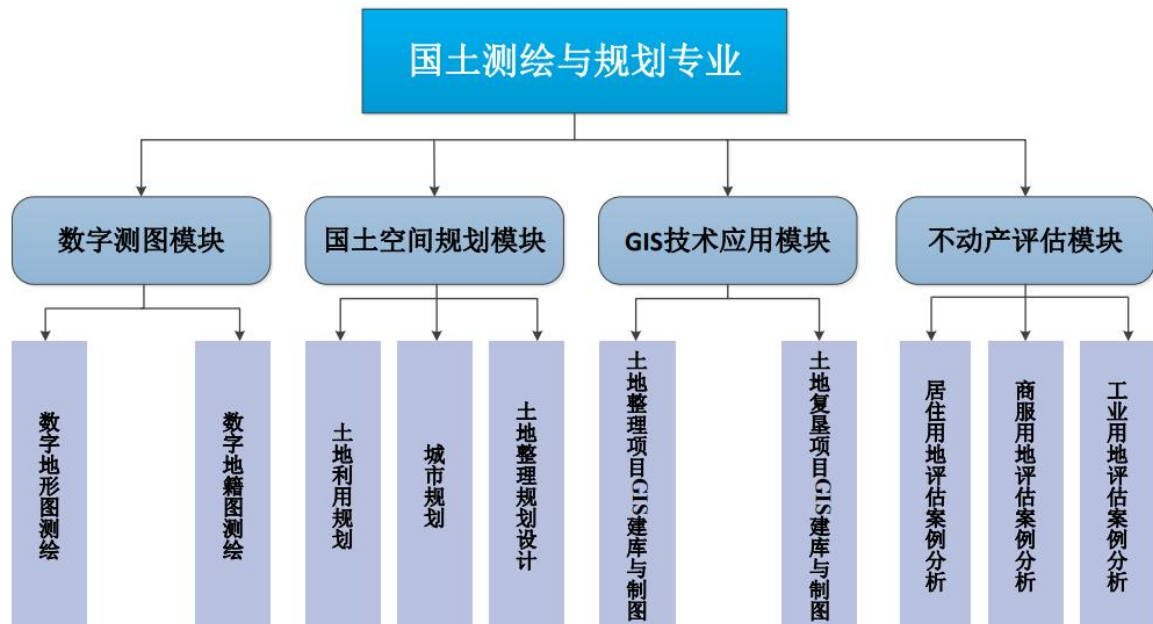 国土测绘与规划专业
数字测图模块
国土空间规划模块
GIS技术应用模块
不动产评估模块
数字地形图测绘
数字地籍图测绘
土地利用规划
城市规划
土地整理规划设计
土地整理项目GIS建库与制图
土地复垦项目GIS建库与制图
居住用地评估案例分析
商服用地评估案例分析
工业用地评估案例分析